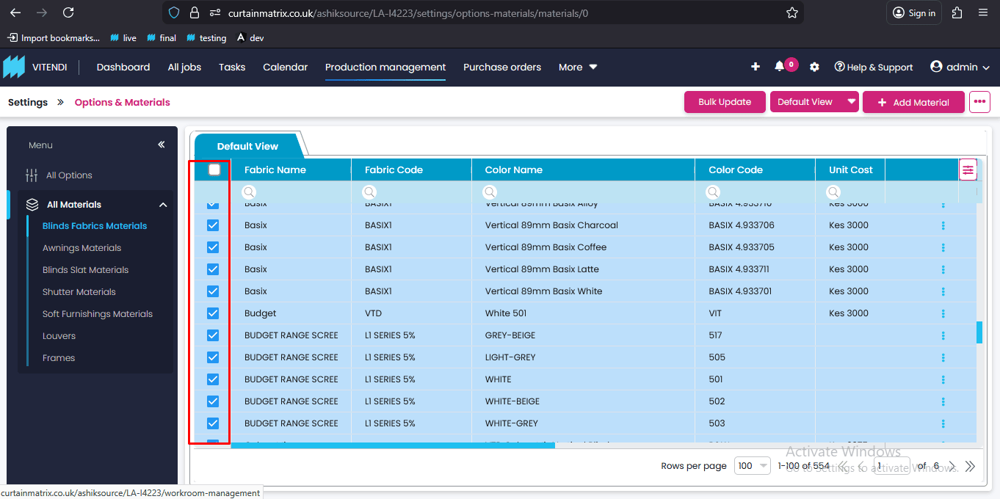 curtainmatrix.co.uk/ashiksource/LA-I4223/settings/options-materials/materials/0
Sign in
Import bookmarks... live final testing dev
VITENDI Dashboard All jobs Tasks Calendar Production management Purchase orders More 0 Help & Support admin
Settings » Options & Materials Bulk Update Default View + Add Material
Menu
All Options
All Materials
Blinds Fabrics Materials
Awnings Materials
Blinds Slat Materials
Shutter Materials
Soft Furnishings Materials
Louvers
Frames
Default View
Fabric Name Fabric Code Color Name Color Code Unit Cost
Basix BASIX1 Vertical 89mm Basix Alloy BASIX 4.933710 Kes 3000
Basix BASIX1 Vertical 89mm Basix Charcoal BASIX 4.933706 Kes 3000
Basix BASIX1 Vertical 89mm Basix Coffee BASIX 4.933705 Kes 3000
Basix BASIX1 Vertical 89mm Basix Latte BASIX 4.933711 Kes 3000
Basix BASIX1 Vertical 89mm Basix White BASIX 4.933701 Kes 3000
Budget VTD White 501 VIT Kes 3000
BUDGET RANGE SCREE L1 SERIES 5% GREY-BEIGE 517
BUDGET RANGE SCREE L1 SERIES 5% LIGHT-GREY 505
BUDGET RANGE SCREE L1 SERIES 5% WHITE 501
BUDGET RANGE SCREE L1 SERIES 5% WHITE-BEIGE 502
BUDGET RANGE SCREE L1 SERIES 5% WHITE-GREY 503
Activate Windows
Go to Settings to activate Windows.
Rows per page 100 1-100 of 554 1 of 6
curtainmatrix.co.uk/ashiksource/LA-I4223/workroom-management